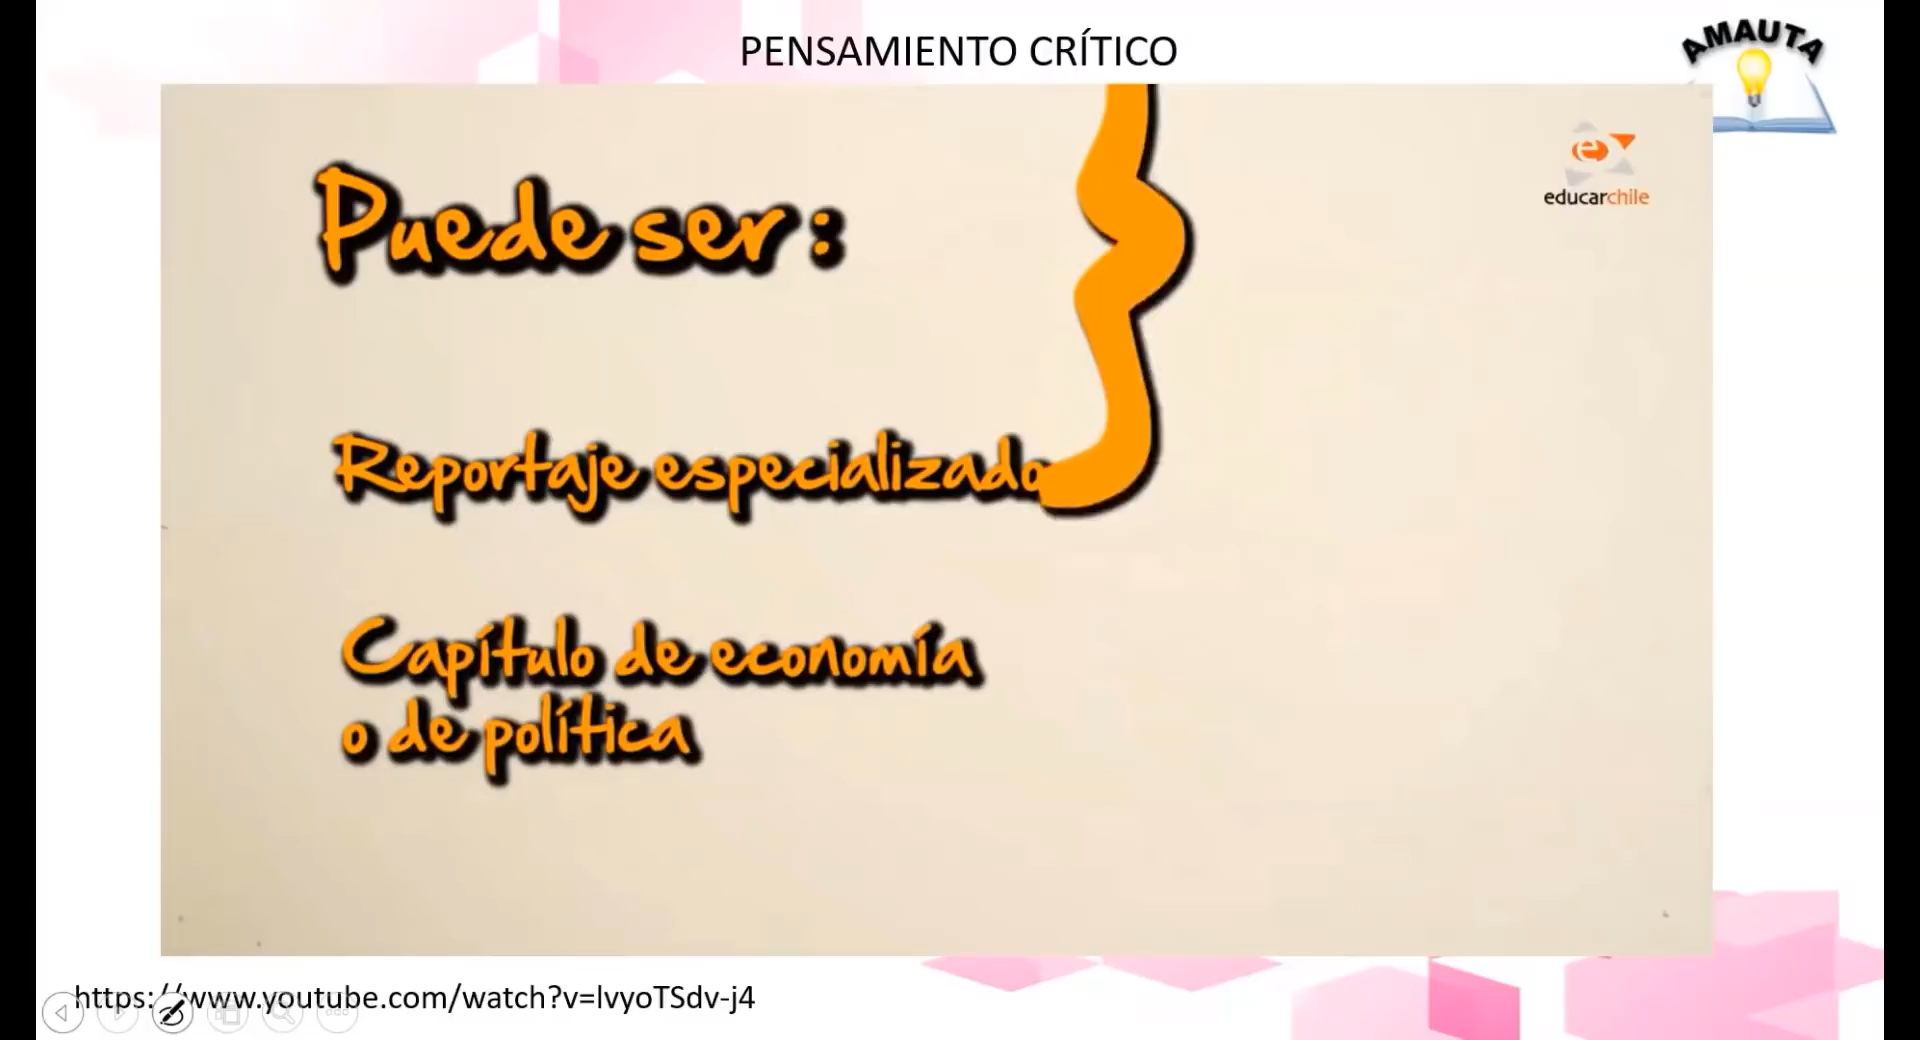 PENSAMIENTO CRÍTICO
AMAUTA
educarchile
Puede ser:
Reportaje especializado
Capítulo de economía
o de política
https://www.youtube.com/watch?v=lvyoTSdv-j4